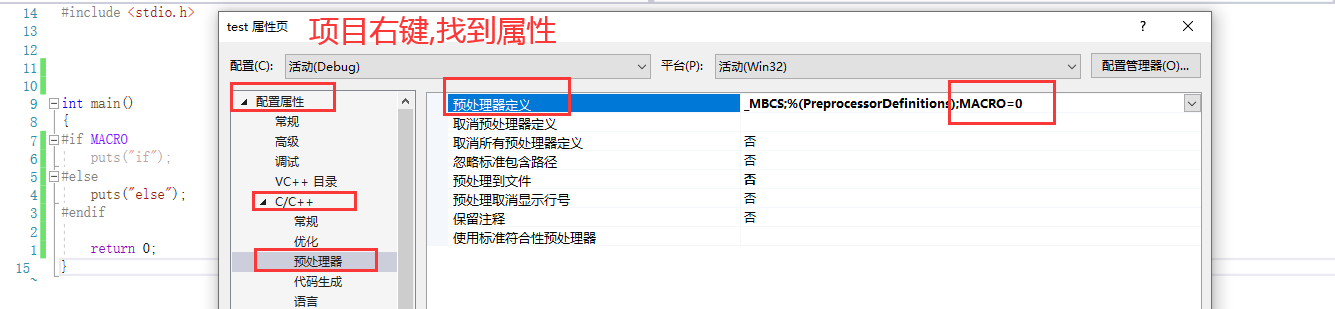 14 #include <stdio.h>
13
12
11
10
9 int main()
8 {
7 #if MACRO
6 puts("if");
5 #else
4 puts("else");
3 #endif
2
1 return 0;
15 }
~
test 属性页
? ×
项目右键,找到属性
配置(C): 活动(Debug) 平台(P): 活动(Win32) 配置管理器(O)...
配置属性
常规
高级
调试
VC++ 目录
C/C++
常规
优化
预处理器
代码生成
语言
预处理器定义 _MBCS;%(PreprocessorDefinitions);MACRO=0
取消预处理器定义
取消所有预处理器定义 否
忽略标准包含路径 否
预处理到文件 否
预处理取消显示行号 否
保留注释 否
使用标准符合性预处理器